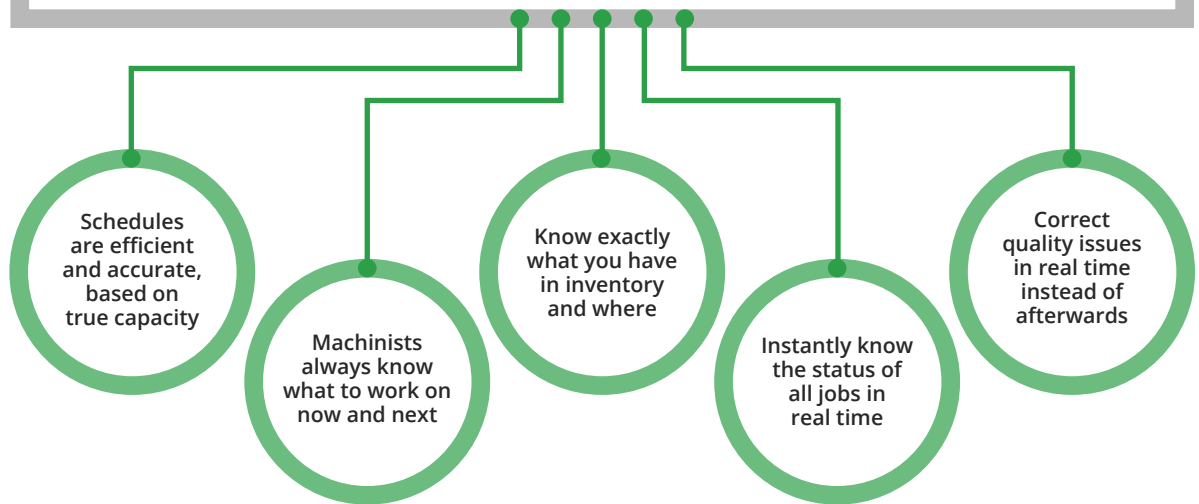 Schedules
are efficient
and accurate,
based on
true capacity
Machinists
always know
what to work on
now and next
Know exactly
what you have
in inventory
and where
Instantly know
the status of
all jobs in
real time
Correct
quality issues
in real time
instead of
afterwards